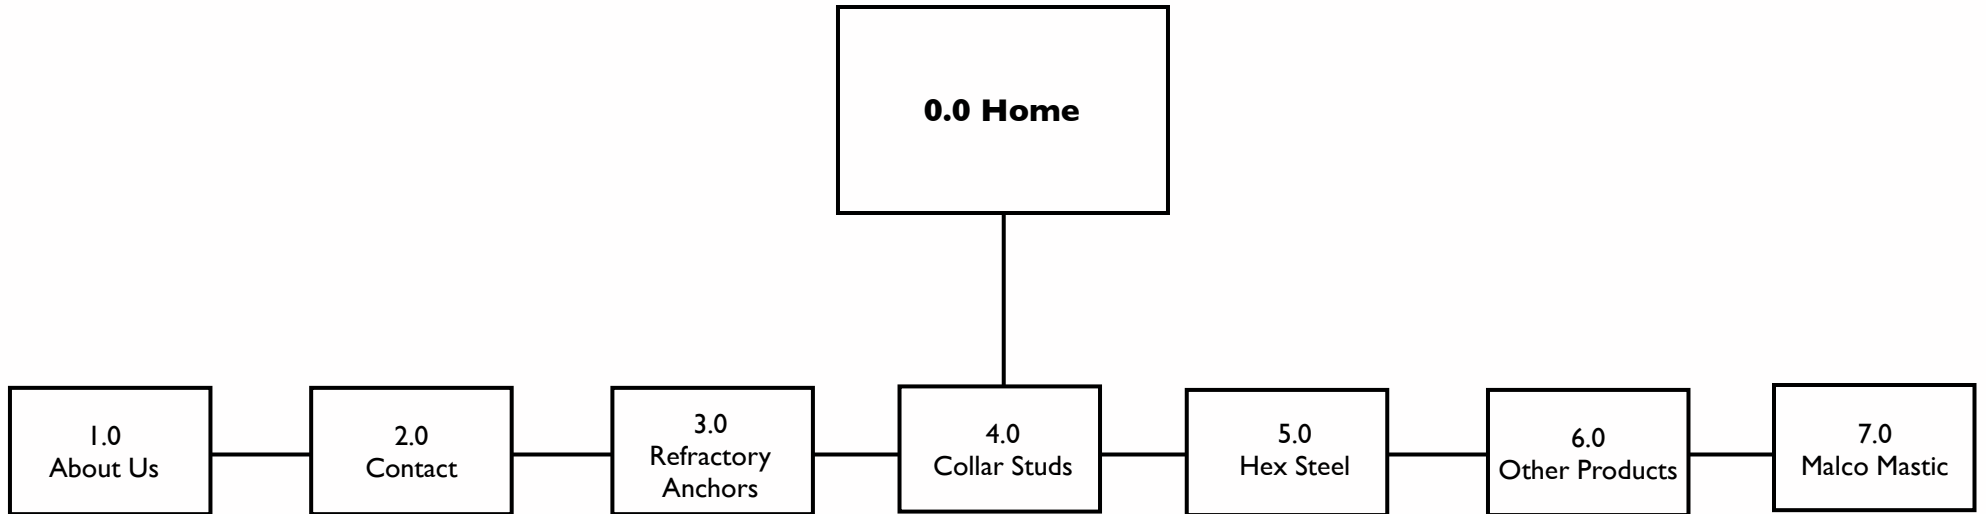 0.0 Home
1.0
About Us
2.0
Contact
3.0
Refractory
Anchors
4.0
Collar Studs
5.0
Hex Steel
6.0
Other Products
7.0
Malco Mastic